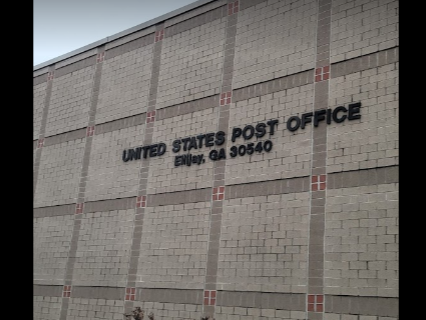 UNITED STATES POST OFFICE
Ellijay, GA 30540